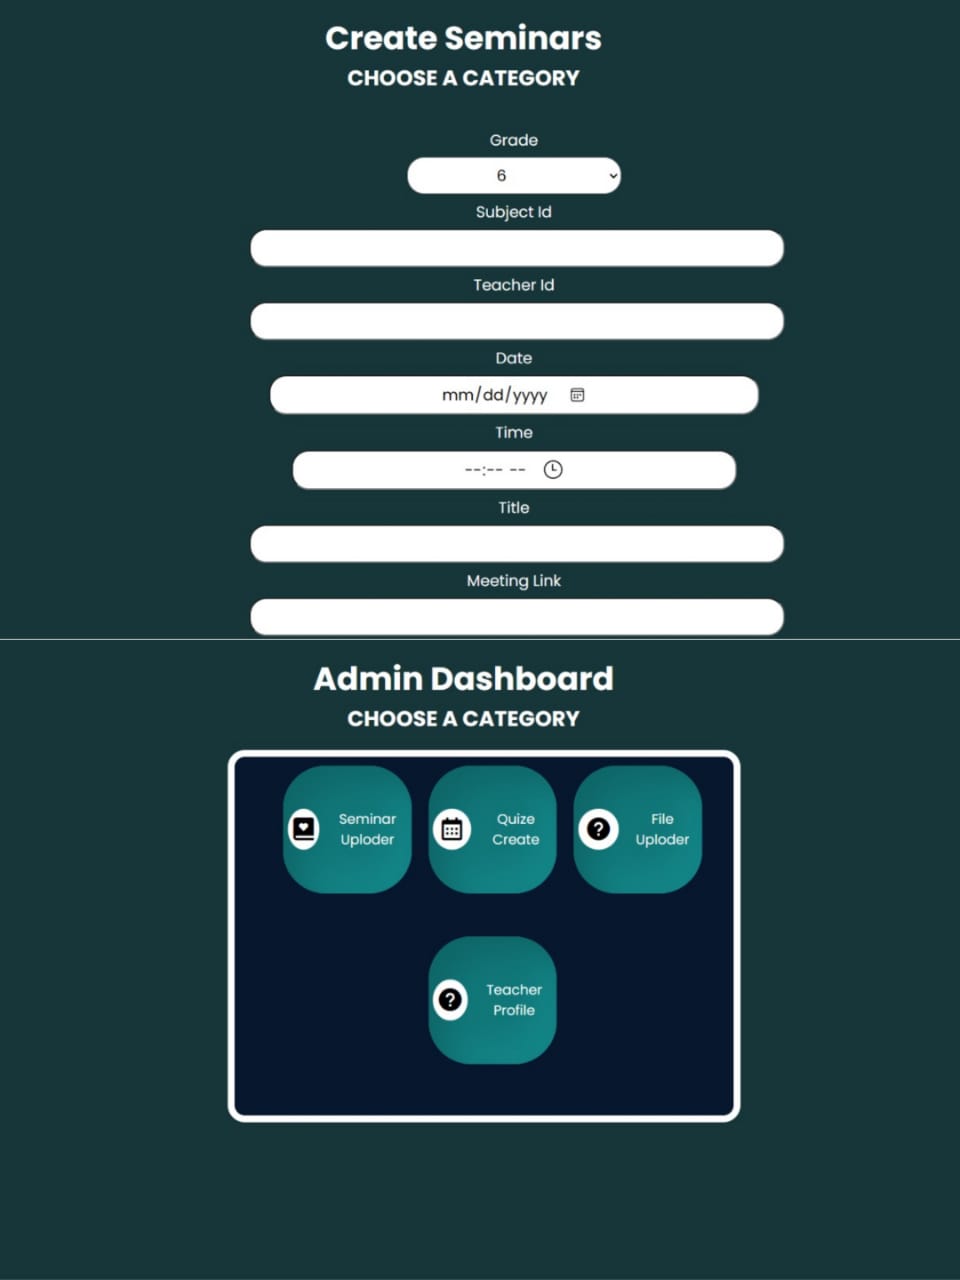 Create Seminars
CHOOSE A CATEGORY
Grade
6
Subject Id
Teacher Id
Date
mm/dd/yyyy
Time
--:-- --
Title
Meeting Link
Admin Dashboard
CHOOSE A CATEGORY
Seminar
Uploder
Quize
Create
File
Uploder
Teacher
Profile